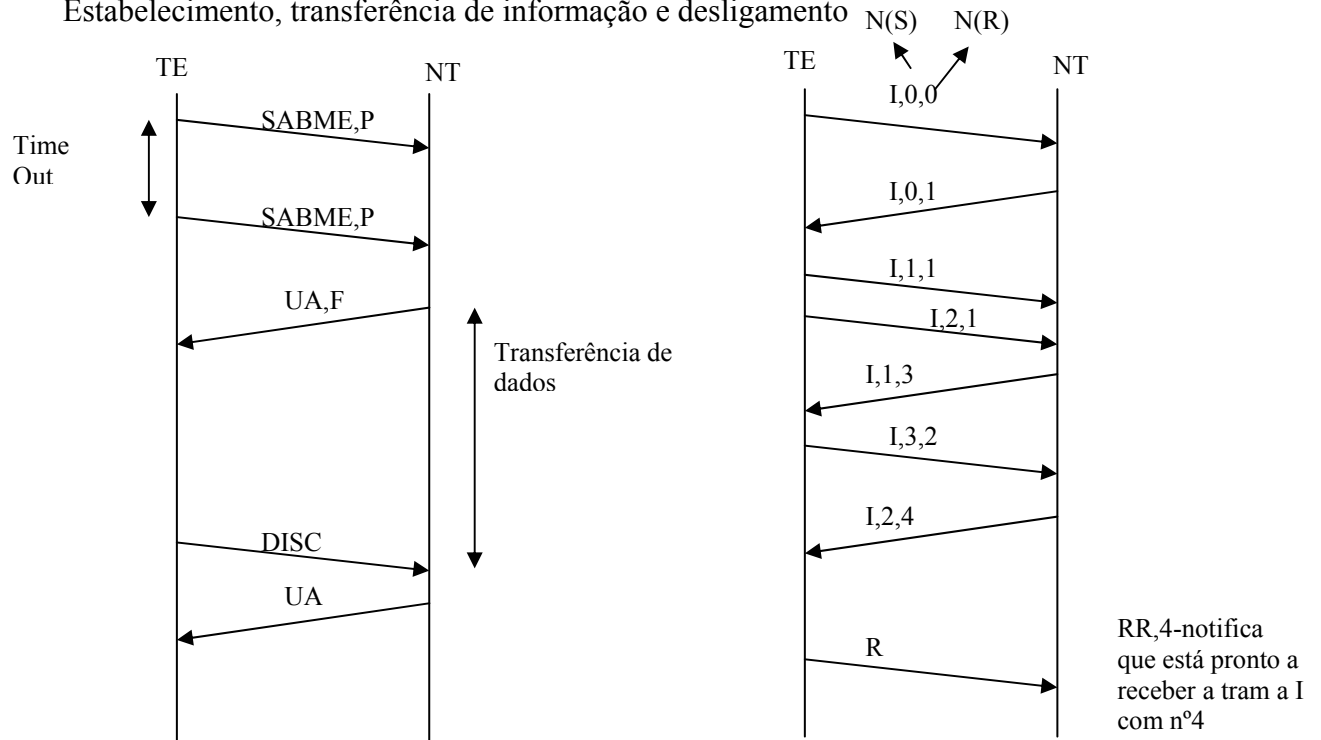 Estabelecimento, transferência de informação e desligamento
N(S) N(R)
TE
NT
Time
Out
SABME,P
SABME,P
UA,F
Transferência de
dados
DISC
UA
TE
NT
I,0,0
I,0,1
I,1,1
I,2,1
I,1,3
I,3,2
I,2,4
R
RR,4-notifica
que está pronto a
receber a tram a I
com nº4